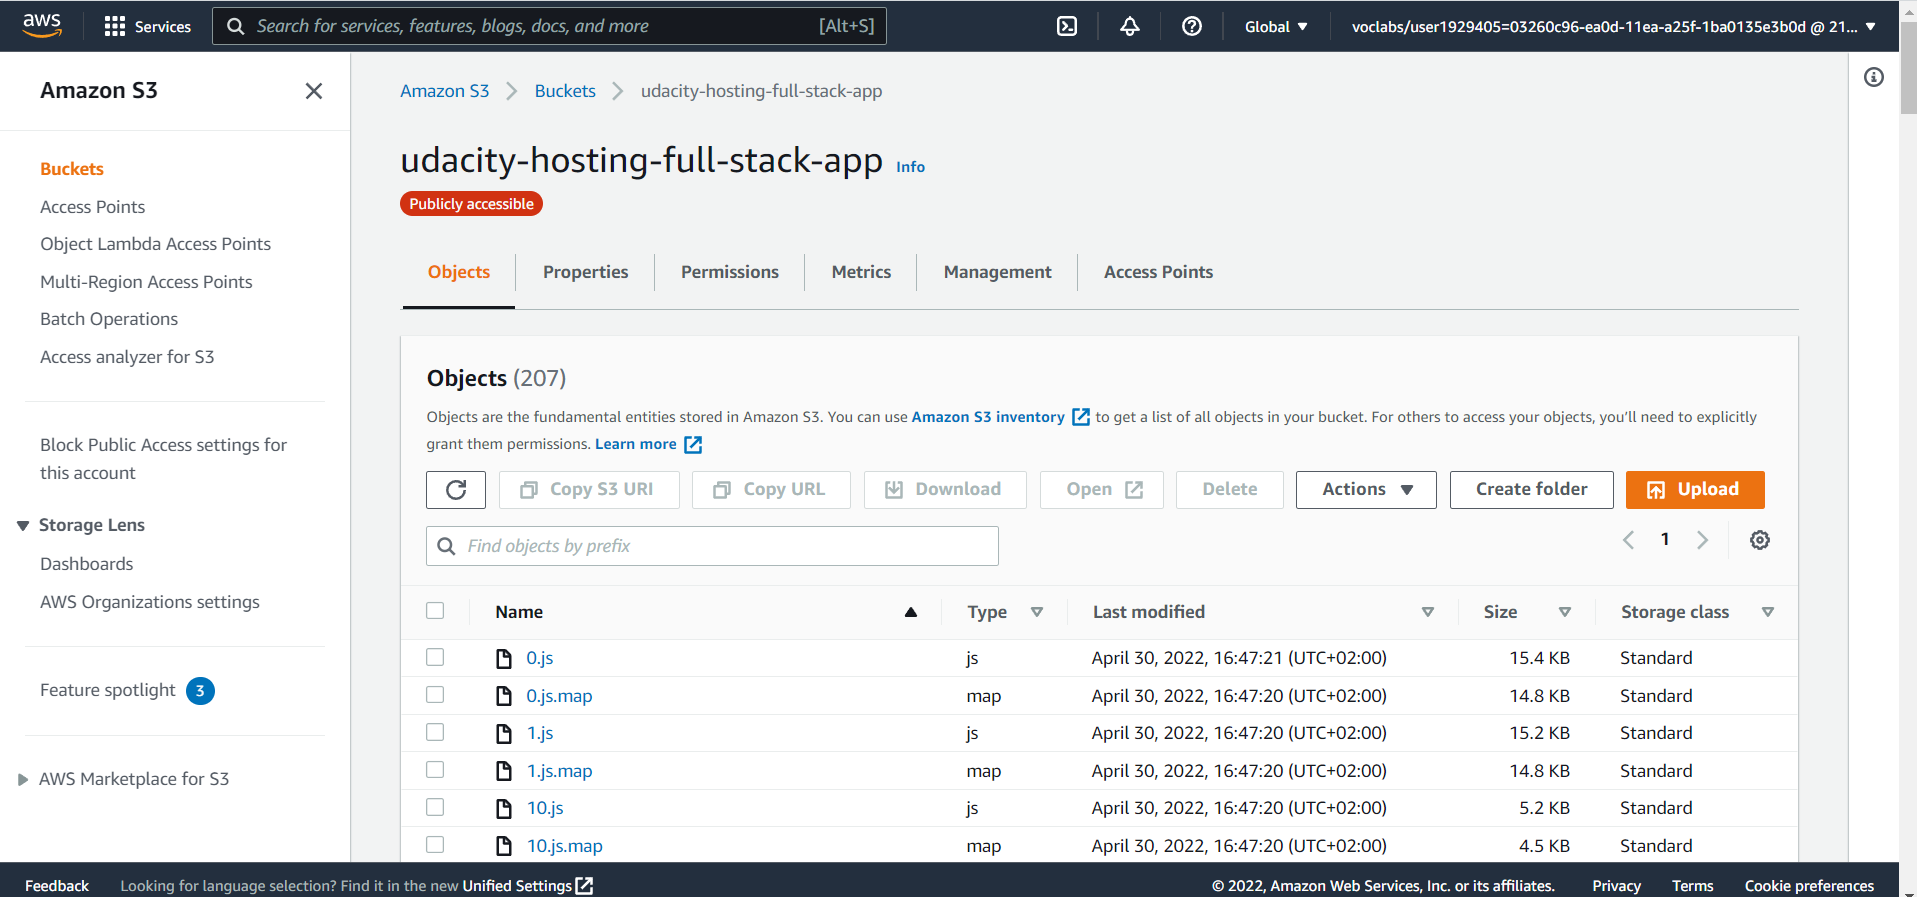 aws Services Search for services, features, blogs, docs, and more [Alt+S] Global voclabs/user1929405=03260c96-ea0d-11ea-a25f-1ba0135e3b0d @ 21...
Amazon S3
Buckets
Access Points
Object Lambda Access Points
Multi-Region Access Points
Batch Operations
Access analyzer for S3
Block Public Access settings for
this account
Storage Lens
Dashboards
AWS Organizations settings
Feature spotlight 3
AWS Marketplace for S3
Amazon S3 Buckets udacity-hosting-full-stack-app
udacity-hosting-full-stack-app Info
Publicly accessible
Objects Properties Permissions Metrics Management Access Points
Objects (207)
Objects are the fundamental entities stored in Amazon S3. You can use Amazon S3 inventory to get a list of all objects in your bucket. For others to access your objects, you’ll need to explicitly
grant them permissions. Learn more
Copy S3 URI Copy URL Download Open Delete Actions Create folder Upload
Find objects by prefix 1
Name Type Last modified Size Storage class
0.js js April 30, 2022, 16:47:21 (UTC+02:00) 15.4 KB Standard
0.js.map map April 30, 2022, 16:47:20 (UTC+02:00) 14.8 KB Standard
1.js js April 30, 2022, 16:47:20 (UTC+02:00) 15.2 KB Standard
1.js.map map April 30, 2022, 16:47:20 (UTC+02:00) 14.8 KB Standard
10.js js April 30, 2022, 16:47:20 (UTC+02:00) 5.2 KB Standard
10.js.map map April 30, 2022, 16:47:20 (UTC+02:00) 4.5 KB Standard
Feedback Looking for language selection? Find it in the new Unified Settings © 2022, Amazon Web Services, Inc. or its affiliates. Privacy Terms Cookie preferences